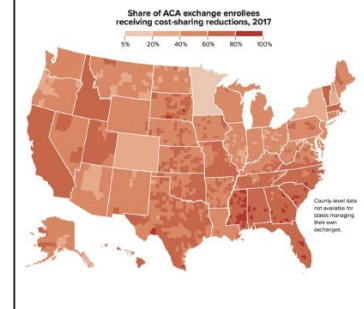 Share of ACA exchange enrollees
receiving cost-sharing reductions, 2017
5% 20% 40% 60% 80% 100%
County-level data
not available for
states managing
their own
exchanges.